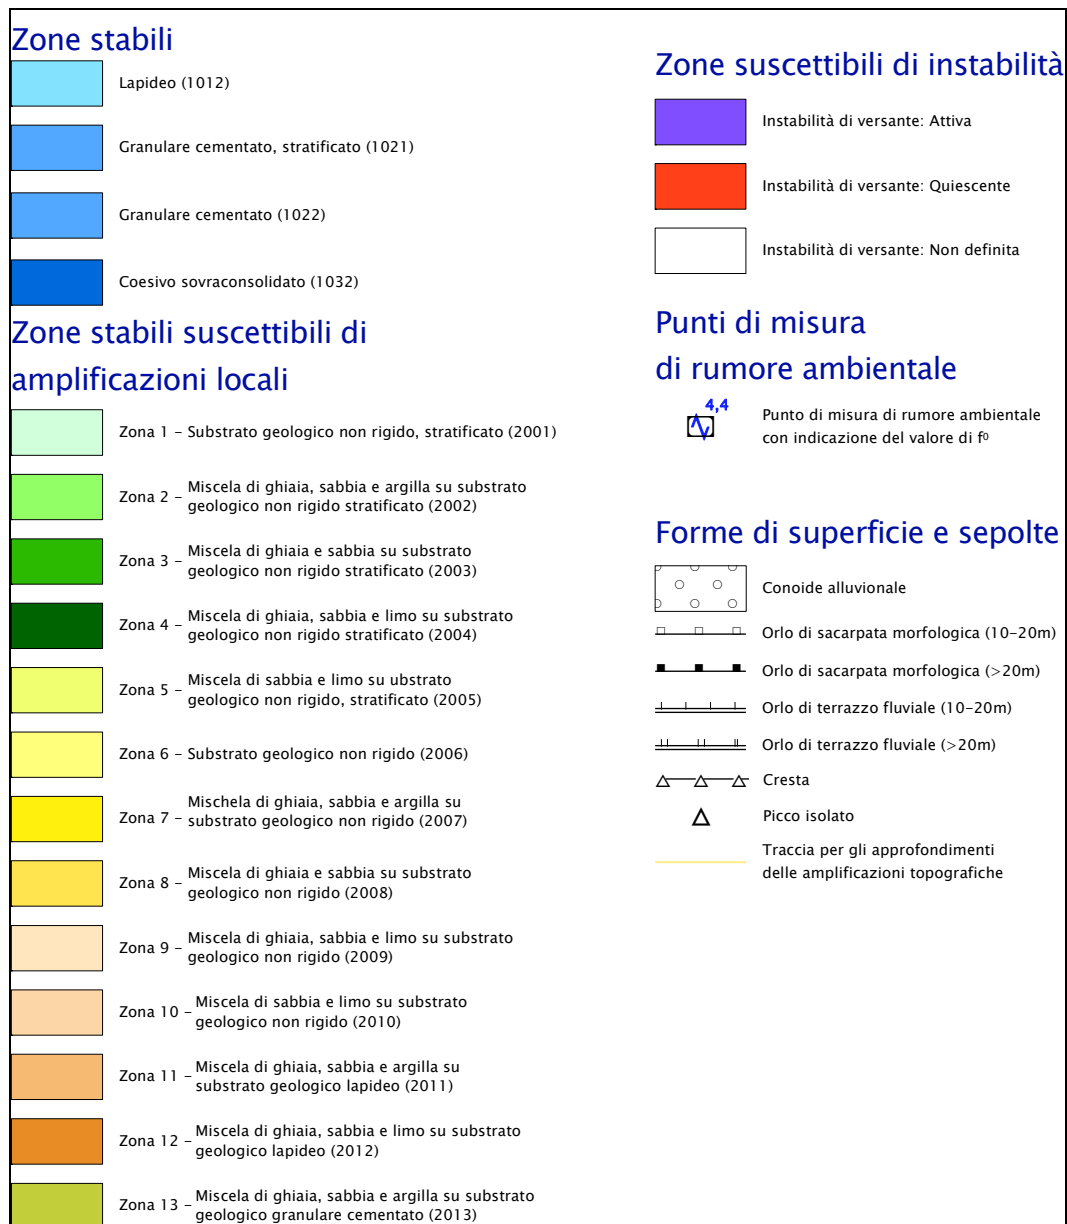 Zone stabili
Lapideo (1012)
Granulare cementato, stratificato (1021)
Granulare cementato (1022)
Coesivo sovraconsolidato (1032)
Zone stabili suscettibili di
amplificazioni locali
Zona 1 – Substrato geologico non rigido, stratificato (2001)
Zona 2 – Miscela di ghiaia, sabbia e argilla su substrato
geologico non rigido stratificato (2002)
Zona 3 – Miscela di ghiaia e sabbia su substrato
geologico non rigido stratificato (2003)
Zona 4 – Miscela di ghiaia, sabbia e limo su substrato
geologico non rigido stratificato (2004)
Zona 5 – Miscela di sabbia e limo su ubstrato
geologico non rigido, stratificato (2005)
Zona 6 – Substrato geologico non rigido (2006)
Zona 7 – Mischela di ghiaia, sabbia e argilla su
substrato geologico non rigido (2007)
Zona 8 – Miscela di ghiaia e sabbia su substrato
geologico non rigido (2008)
Zona 9 – Miscela di ghiaia, sabbia e limo su substrato
geologico non rigido (2009)
Zona 10 – Miscela di sabbia e limo su substrato
geologico non rigido (2010)
Zona 11 – Miscela di ghiaia, sabbia e argilla su
substrato geologico lapideo (2011)
Zona 12 – Miscela di ghiaia, sabbia e limo su substrato
geologico lapideo (2012)
Zona 13 – Miscela di ghiaia, sabbia e argilla su substrato
geologico granulare cementato (2013)
Zone suscettibili di instabilità
Instabilità di versante: Attiva
Instabilità di versante: Quiescente
Instabilità di versante: Non definita
Punti di misura
di rumore ambientale
4,4
Punto di misura di rumore ambientale
con indicazione del valore di f⁰
Forme di superficie e sepolte
Conoide alluvionale
Orlo di sacarpata morfologica (10–20m)
Orlo di sacarpata morfologica (>20m)
Orlo di terrazzo fluviale (10–20m)
Orlo di terrazzo fluviale (>20m)
Cresta
Picco isolato
Traccia per gli approfondimenti
delle amplificazioni topografiche